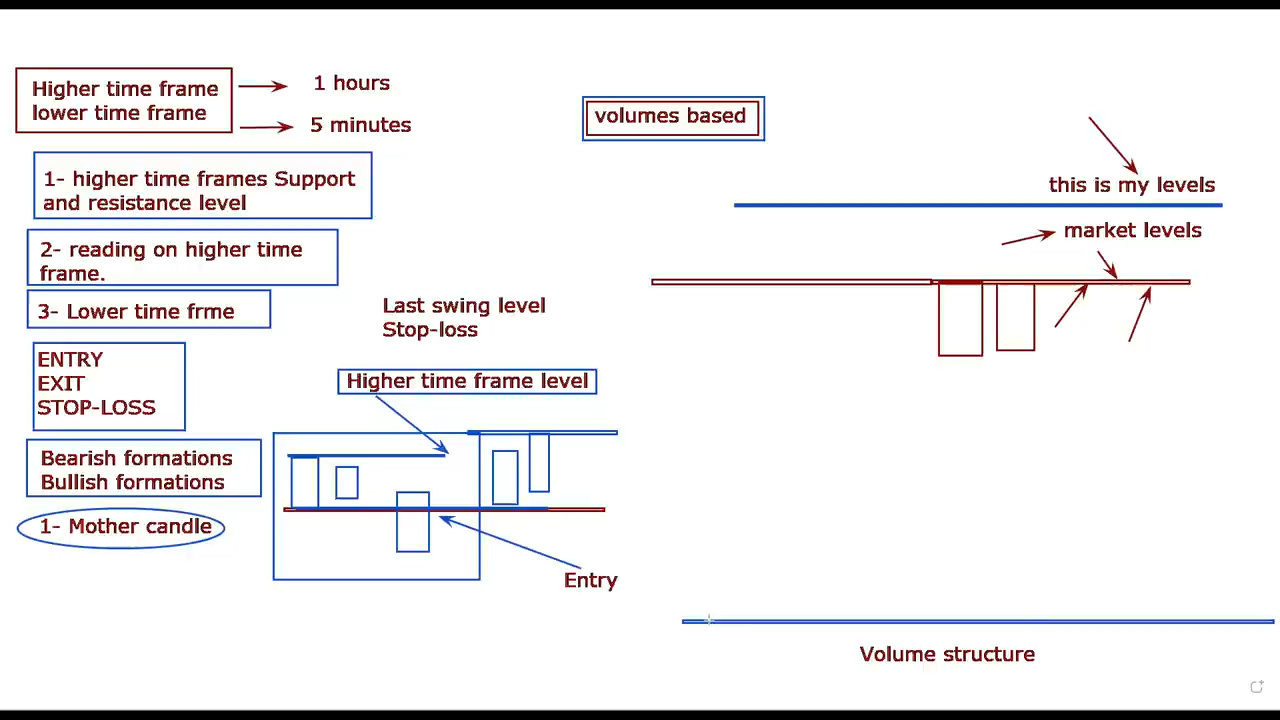 Higher time frame
lower time frame
1 hours
5 minutes
1- higher time frames Support
and resistance level
2- reading on higher time
frame.
3- Lower time frme
ENTRY
EXIT
STOP-LOSS
Bearish formations
Bullish formations
1- Mother candle
Last swing level
Stop-loss
Higher time frame level
Entry
volumes based
this is my levels
market levels
Volume structure